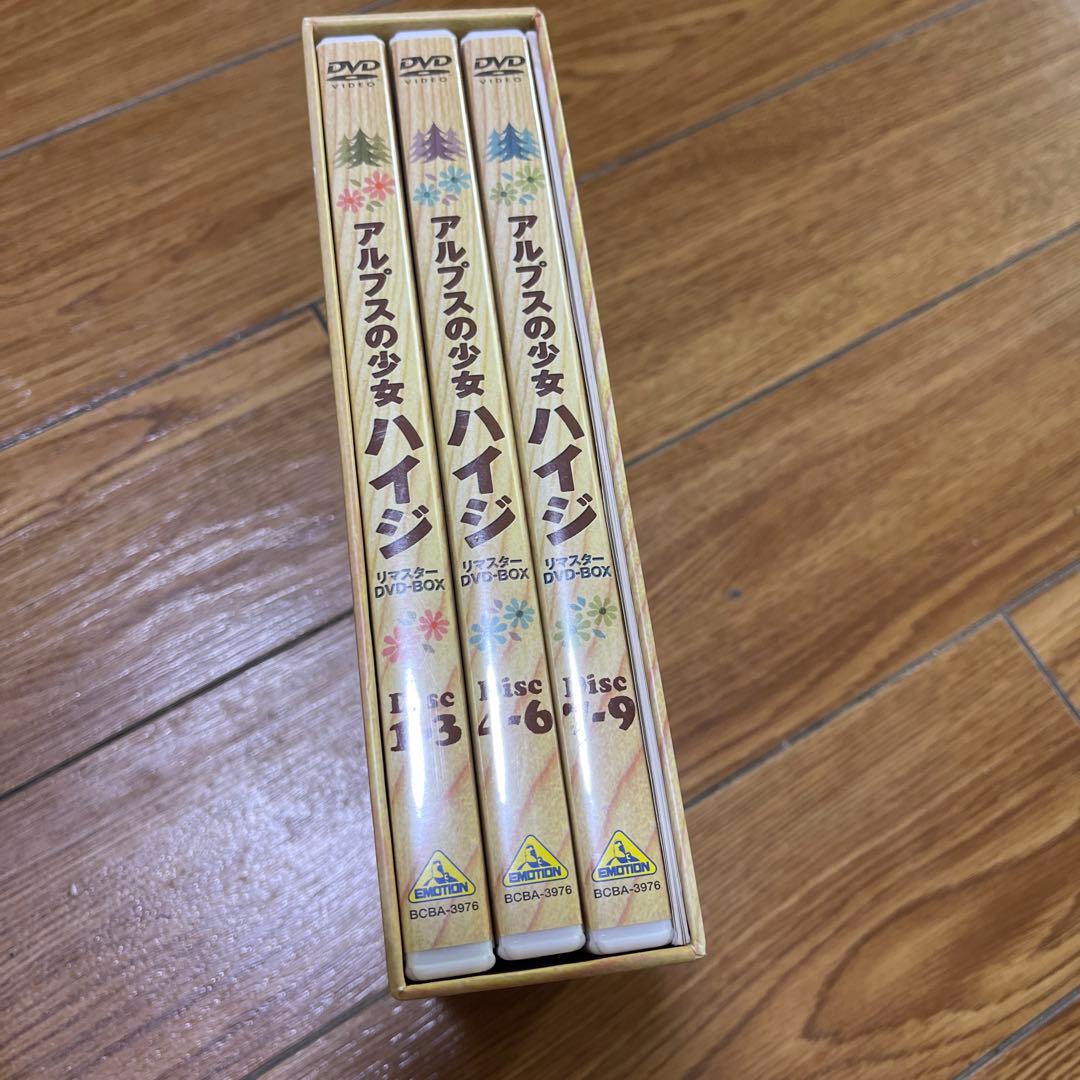 DVD
VIDEO
アルプスの少女
ハイジ
リマスター
DVD-BOX
Disc
1-3
EMOTION
BCBA-3976
DVD
VIDEO
アルプスの少女
ハイジ
リマスター
DVD-BOX
Disc
4-6
EMOTION
BCBA-3976
DVD
VIDEO
アルプスの少女
ハイジ
リマスター
DVD-BOX
Disc
7-9
EMOTION
BCBA-3976